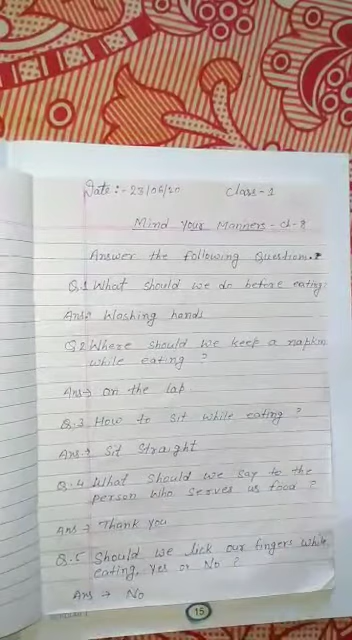 Date :- 23/06/20 Class-1
Mind Your Manners - Ch-8
Answer the following Question.
Q.1 What should we do before eating
Ans→ Washing hands
Q.2 Where should we keep a napkin
while eating ?
Ans→ on the lap
Q.3 How to sit while eating ?
Ans→ Sit Straight
Q.4 What should we say to the
person who serves us food ?
Ans→ Thank you
Q.5 Should we lick our fingers while
eating, Yes or No ?
Ans → No
15